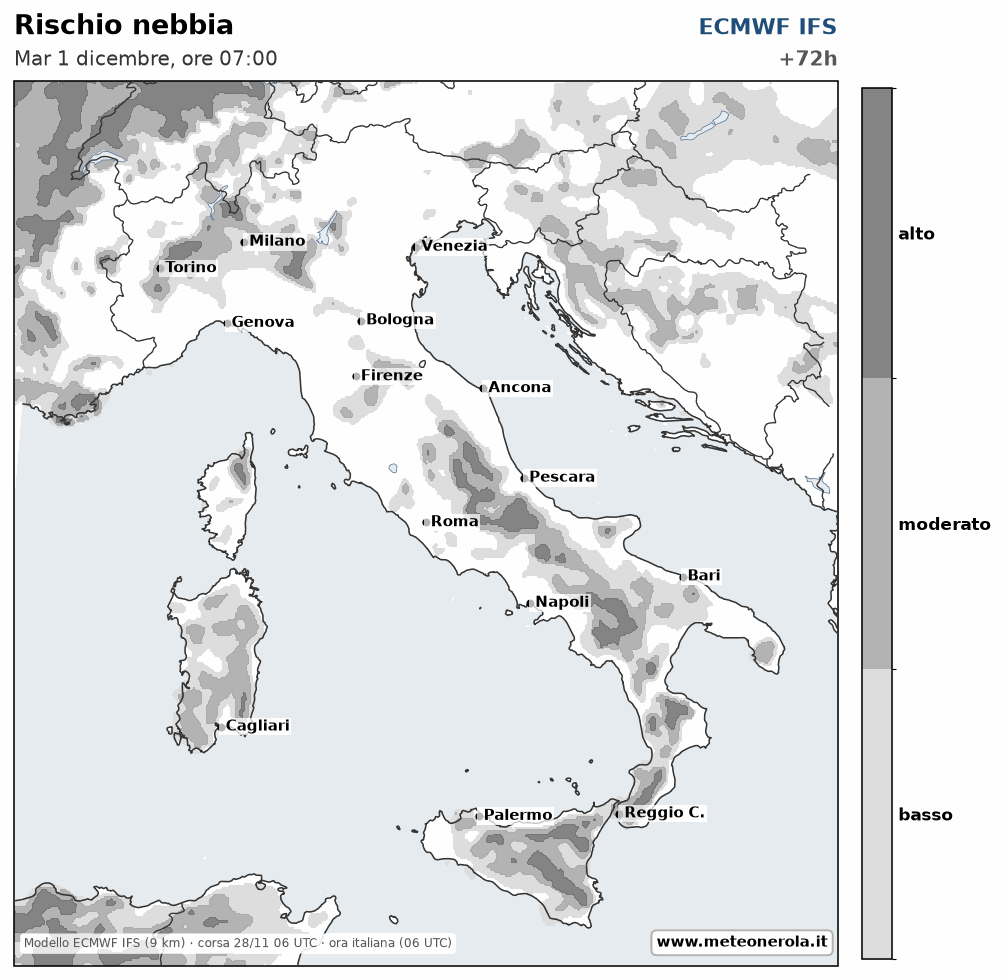 Rischio nebbia
ECMWF IFS
Mar 1 dicembre, ore 07:00
+72h
alto
Milano
Venezia
Torino
Genova
Bologna
Firenze
Ancona
Pescara
Roma
moderato
Bari
Napoli
Cagliari
Palermo
Reggio C.
basso
Modello ECMWF IFS (9 km) · corsa 28/11 06 UTC · ora italiana (06 UTC)
www.meteonerola.it